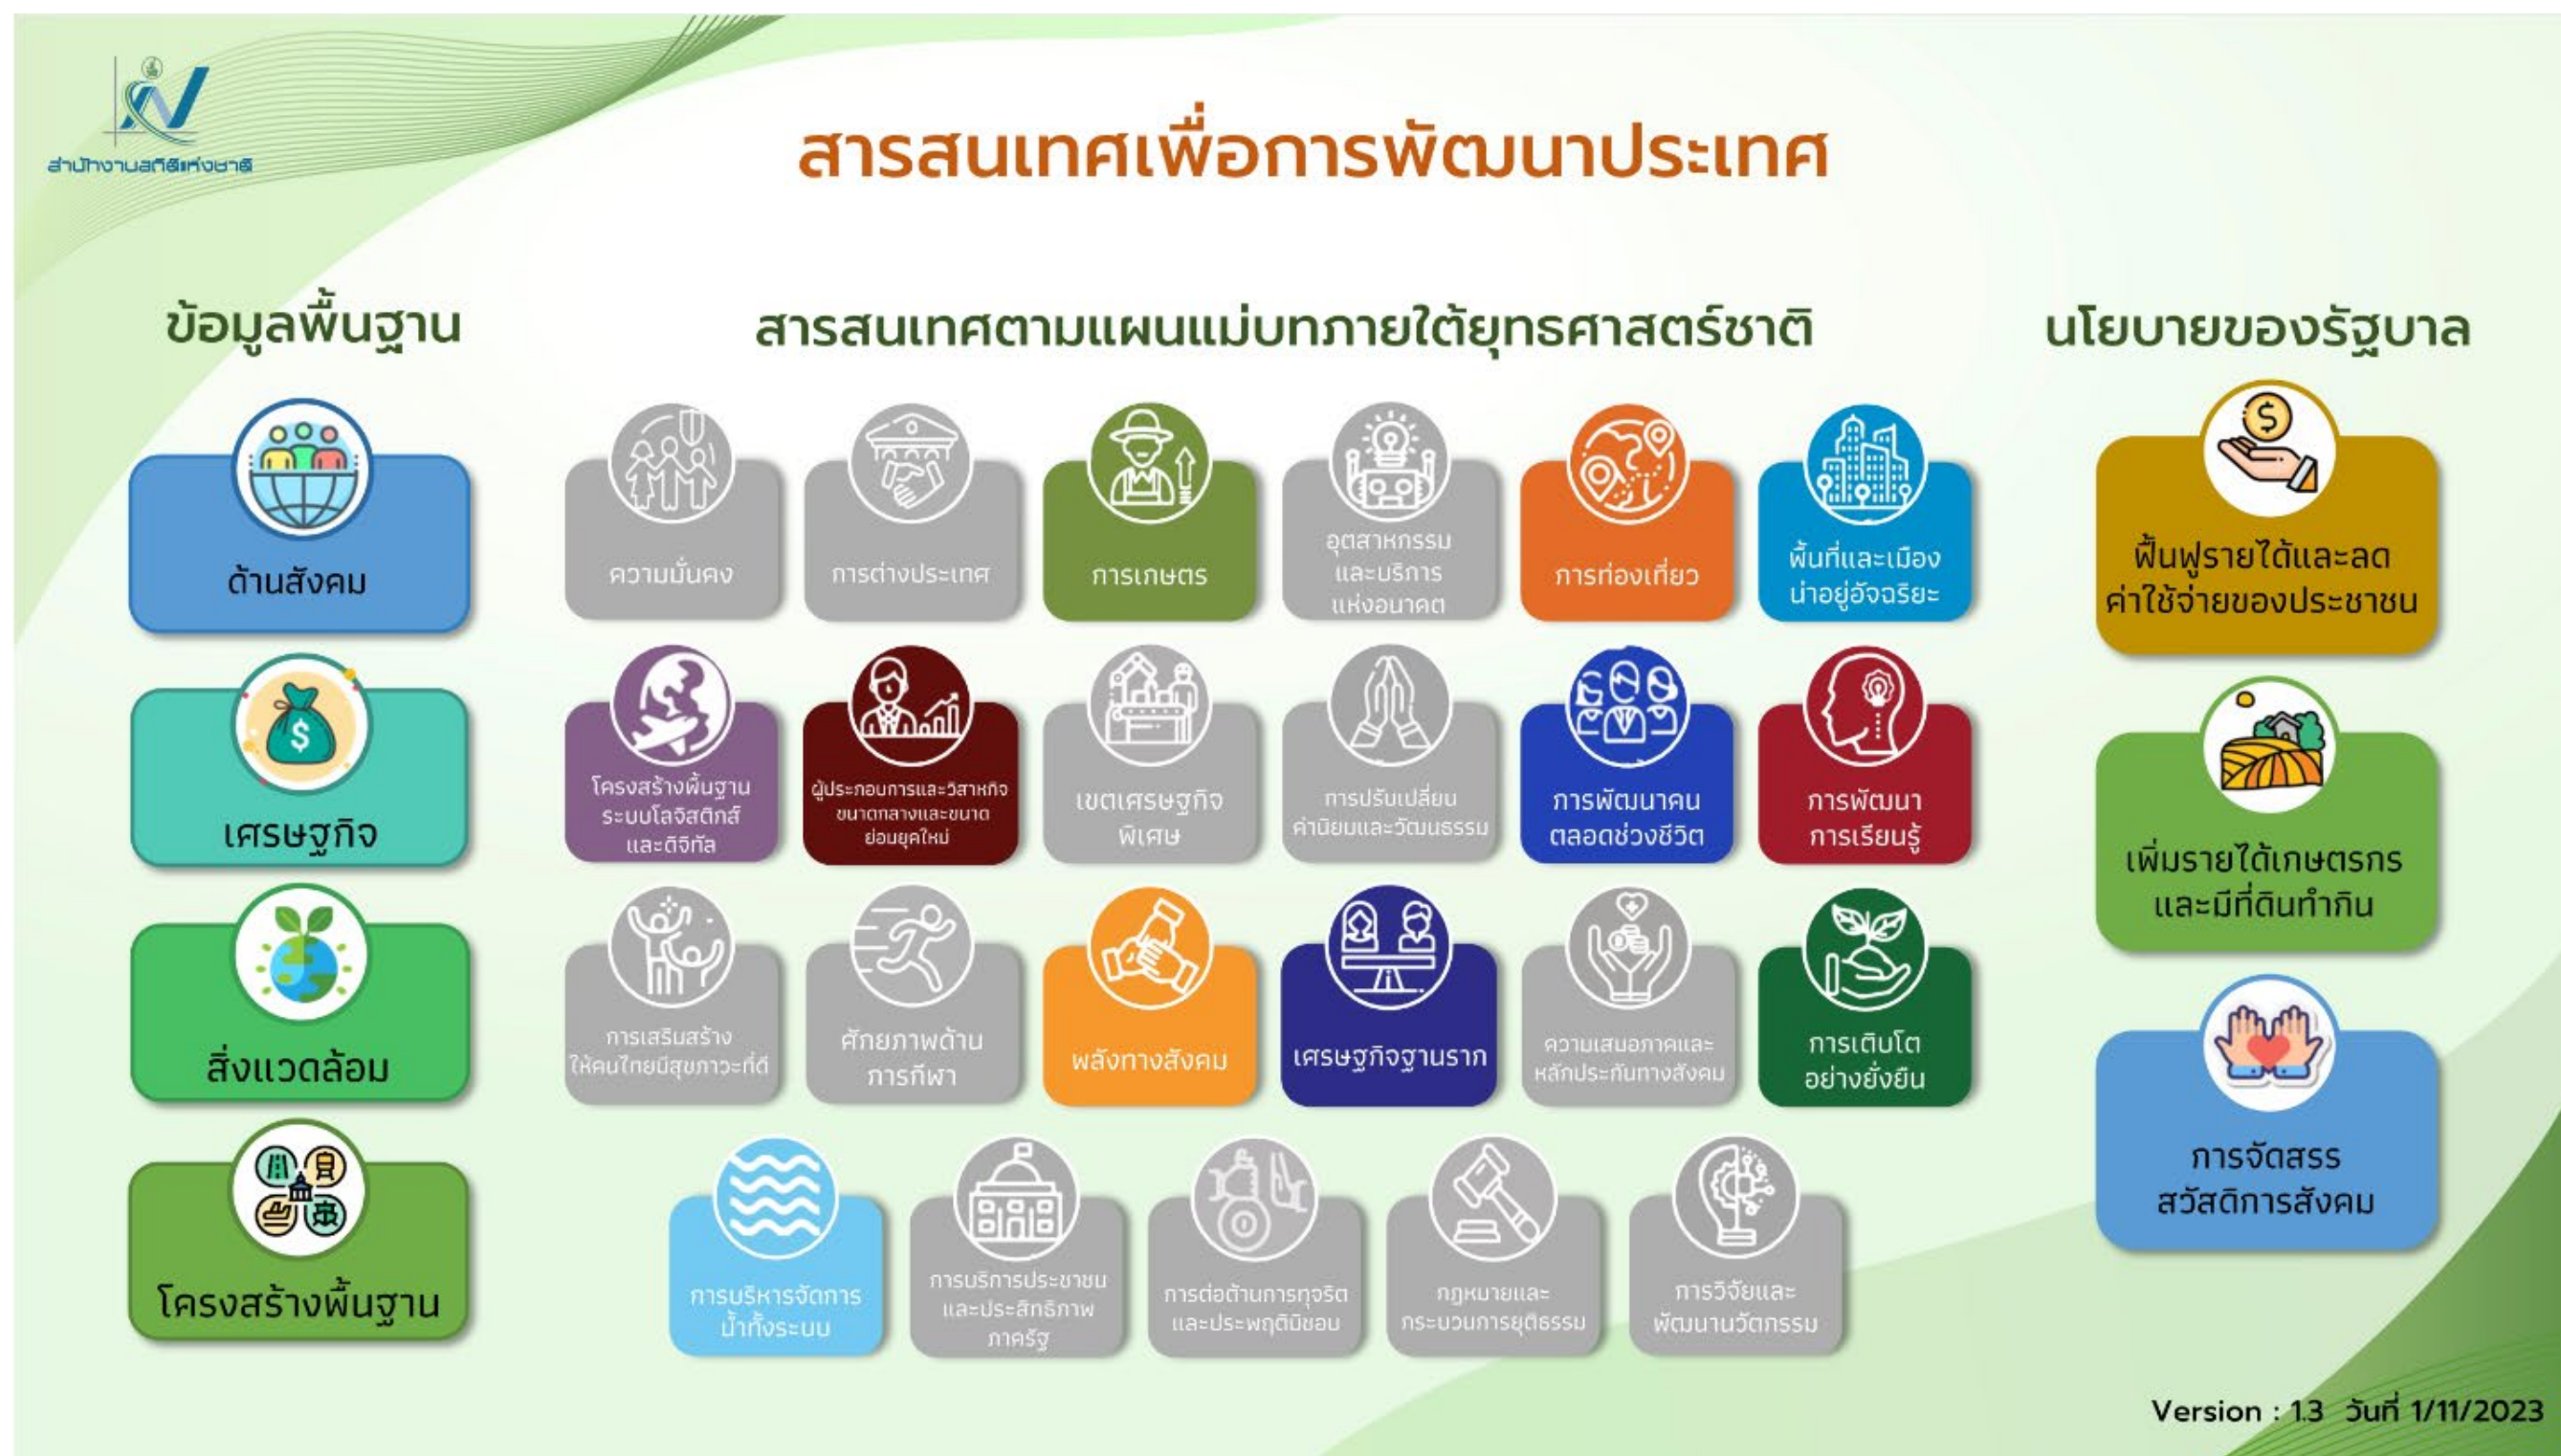 สำนักงานสถิติแห่งชาติ
สารสนเทศเพื่อการพัฒนาประเทศ
ข้อมูลพื้นฐาน
ด้านสังคม
เศรษฐกิจ
สิ่งแวดล้อม
โครงสร้างพื้นฐาน
สารสนเทศตามแผนแม่บทภายใต้ยุทธศาสตร์ชาติ
ความมั่นคง
การต่างประเทศ
การเกษตร
อุตสาหกรรม
และบริการ
แห่งอนาคต
การท่องเที่ยว
พื้นที่และเมือง
น่าอยู่อัจฉริยะ
โครงสร้างพื้นฐาน
ระบบโลจิสติกส์
และดิจิทัล
ผู้ประกอบการและวิสาหกิจ
ขนาดกลางและขนาด
ย่อมยุคใหม่
เขตเศรษฐกิจ
พิเศษ
การปรับเปลี่ยน
ค่านิยมและวัฒนธรรม
การพัฒนาคน
ตลอดช่วงชีวิต
การพัฒนา
การเรียนรู้
การเสริมสร้าง
ให้คนไทยมีสุขภาวะที่ดี
ศักยภาพด้าน
การกีฬา
พลังทางสังคม
เศรษฐกิจฐานราก
ความเสมอภาคและ
หลักประกันทางสังคม
การเติบโต
อย่างยั่งยืน
การบริหารจัดการ
น้ำทั้งระบบ
การบริการประชาชน
และประสิทธิภาพ
ภาครัฐ
การต่อต้านการทุจริต
และประพฤติมิชอบ
กฎหมายและ
กระบวนการยุติธรรม
การวิจัยและ
พัฒนานวัตกรรม
นโยบายของรัฐบาล
ฟื้นฟูรายได้และลด
ค่าใช้จ่ายของประชาชน
เพิ่มรายได้เกษตรกร
และมีที่ดินทำกิน
การจัดสรร
สวัสดิการสังคม
Version : 1.3 วันที่ 1/11/2023